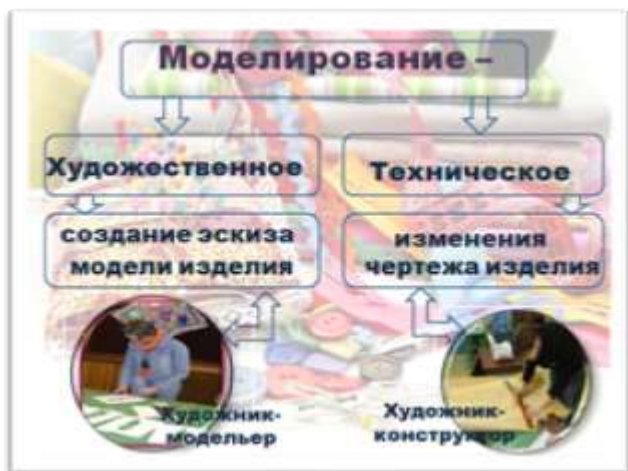 Моделирование –
Художественное
Техническое
создание эскиза
модели изделия
изменения
чертежа изделия
Художник-
модельер
Художник-
конструктор